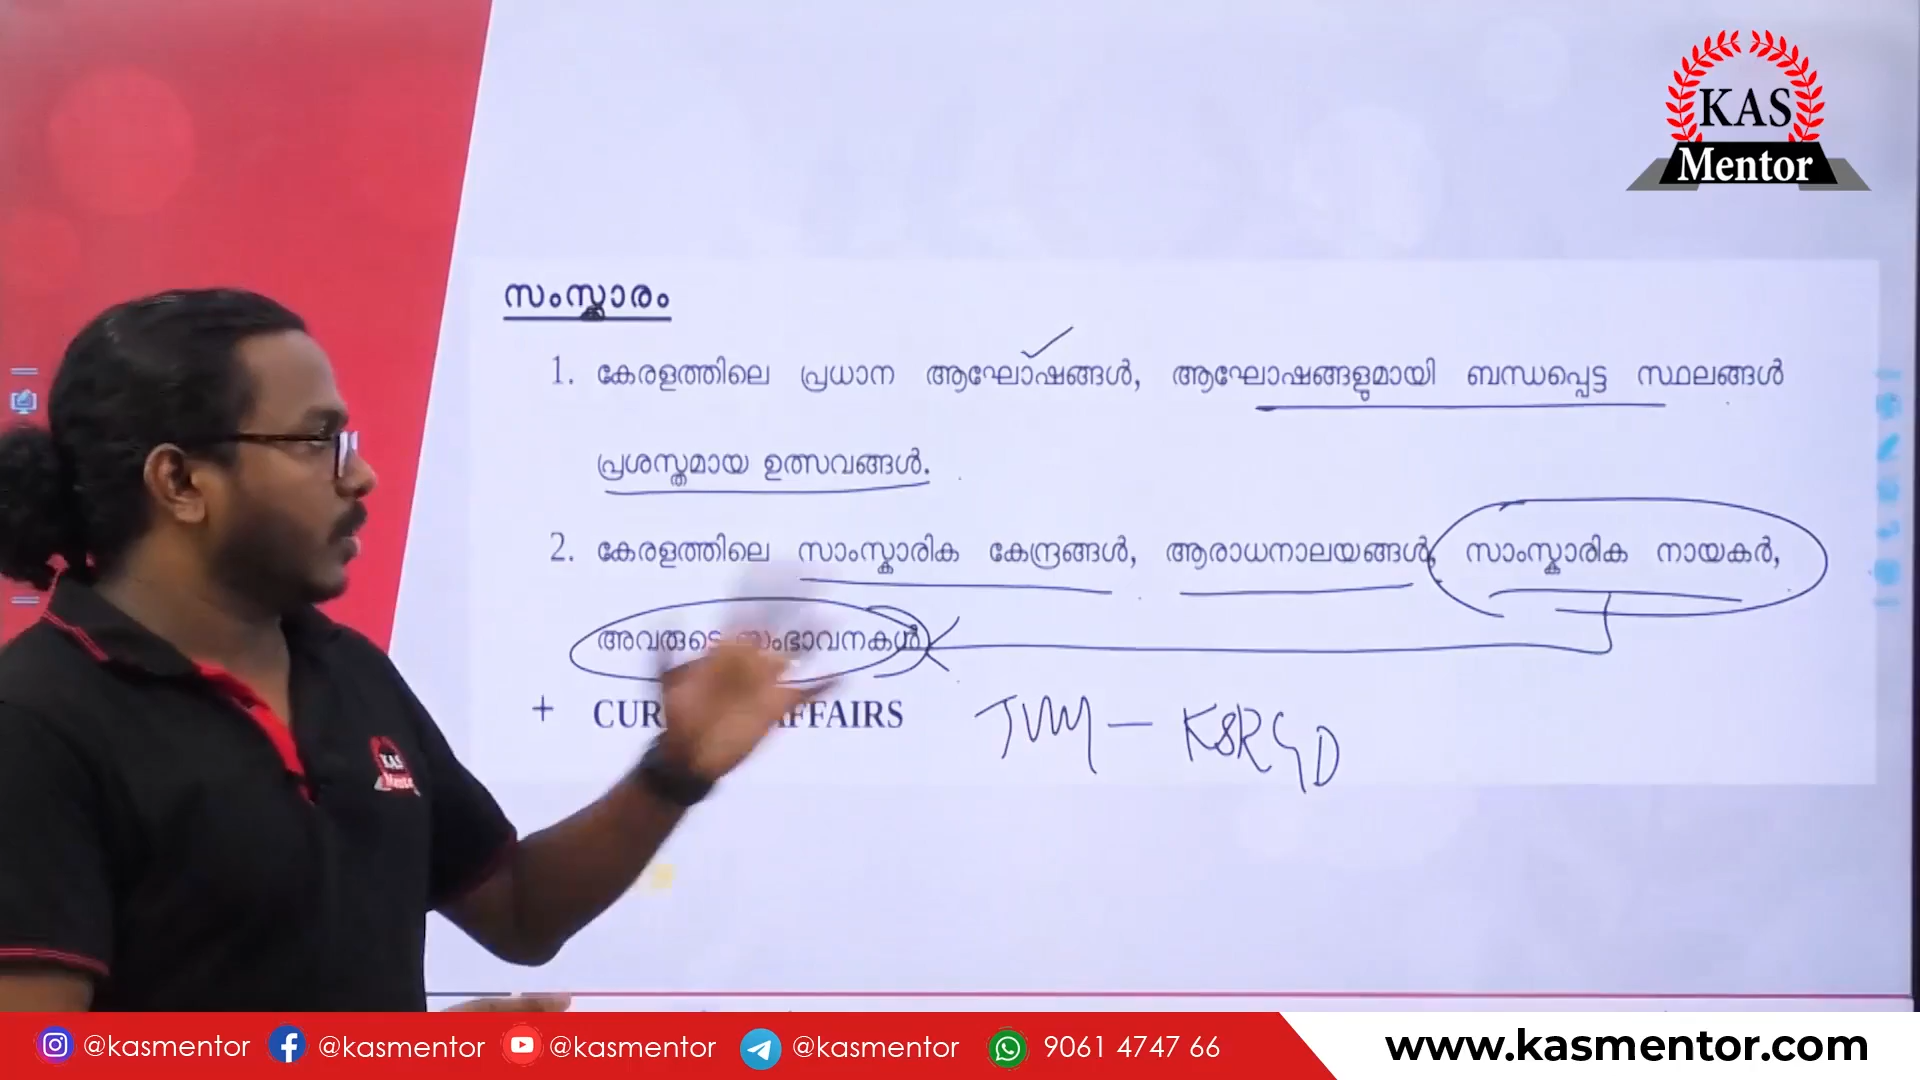 KAS
Mentor
സംസ്കാരം
1. കേരളത്തിലെ പ്രധാന ആഘോഷങ്ങൾ, ആഘോഷങ്ങളുമായി ബന്ധപ്പെട്ട സ്ഥലങ്ങൾ
പ്രശസ്തമായ ഉത്സവങ്ങൾ.
2. കേരളത്തിലെ സാംസ്കാരിക കേന്ദ്രങ്ങൾ, ആരാധനാലയങ്ങൾ, സാംസ്കാരിക നായകർ,
അവരുടെ സംഭാവനകൾ
+ CUR AFFAIRS TVM — KSRGD
KAS
Mentor
@kasmentor @kasmentor @kasmentor @kasmentor 9061 4747 66 www.kasmentor.com